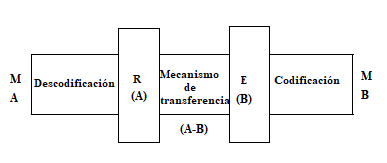 M
A
Descodificación
R
(A)
Mecanismo
de
transferencia
(A-B)
E
(B)
Codificación
M
B